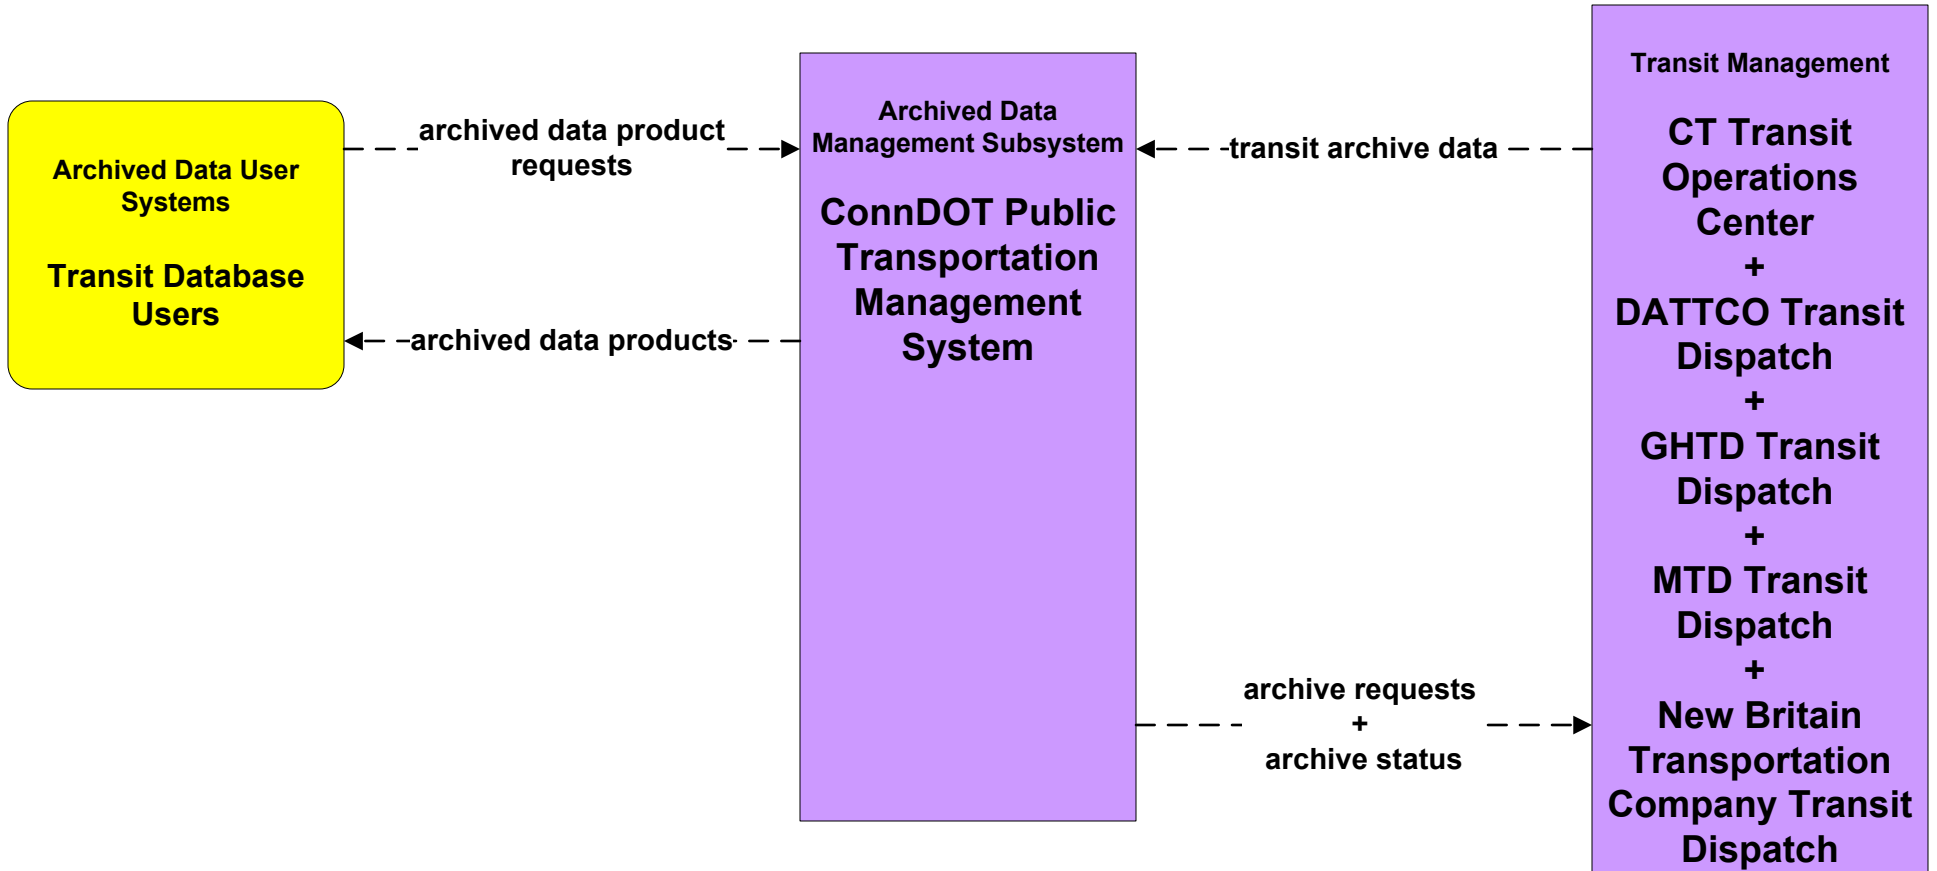 Archived Data User
Systems
Transit Database
Users
archived data product
requests
archived data products
Archived Data
Management Subsystem
ConnDOT Public
Transportation
Management
System
transit archive data
archive requests
+
archive status
Transit Management
CT Transit
Operations
Center
+
DATTCO Transit
Dispatch
+
GHTD Transit
Dispatch
+
MTD Transit
Dispatch
+
New Britain
Transportation
Company Transit
Dispatch